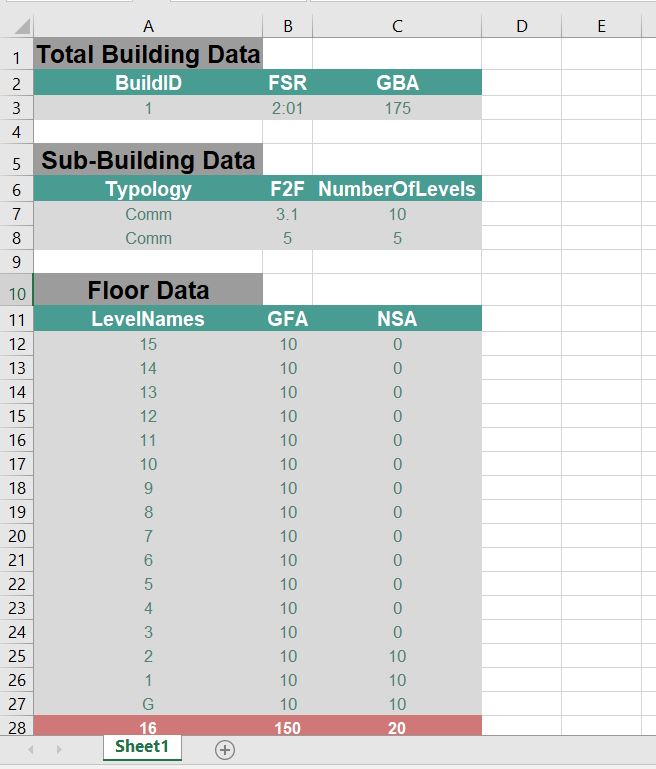 A B C D E
1 Total Building Data
2 BuildID FSR GBA
3 1 2:01 175
4
5 Sub-Building Data
6 Typology F2F NumberOfLevels
7 Comm 3.1 10
8 Comm 5 5
9
10 Floor Data
11 LevelNames GFA NSA
12 15 10 0
13 14 10 0
14 13 10 0
15 12 10 0
16 11 10 0
17 10 10 0
18 9 10 0
19 8 10 0
20 7 10 0
21 6 10 0
22 5 10 0
23 4 10 0
24 3 10 0
25 2 10 10
26 1 10 10
27 G 10 10
28 16 150 20
Sheet1